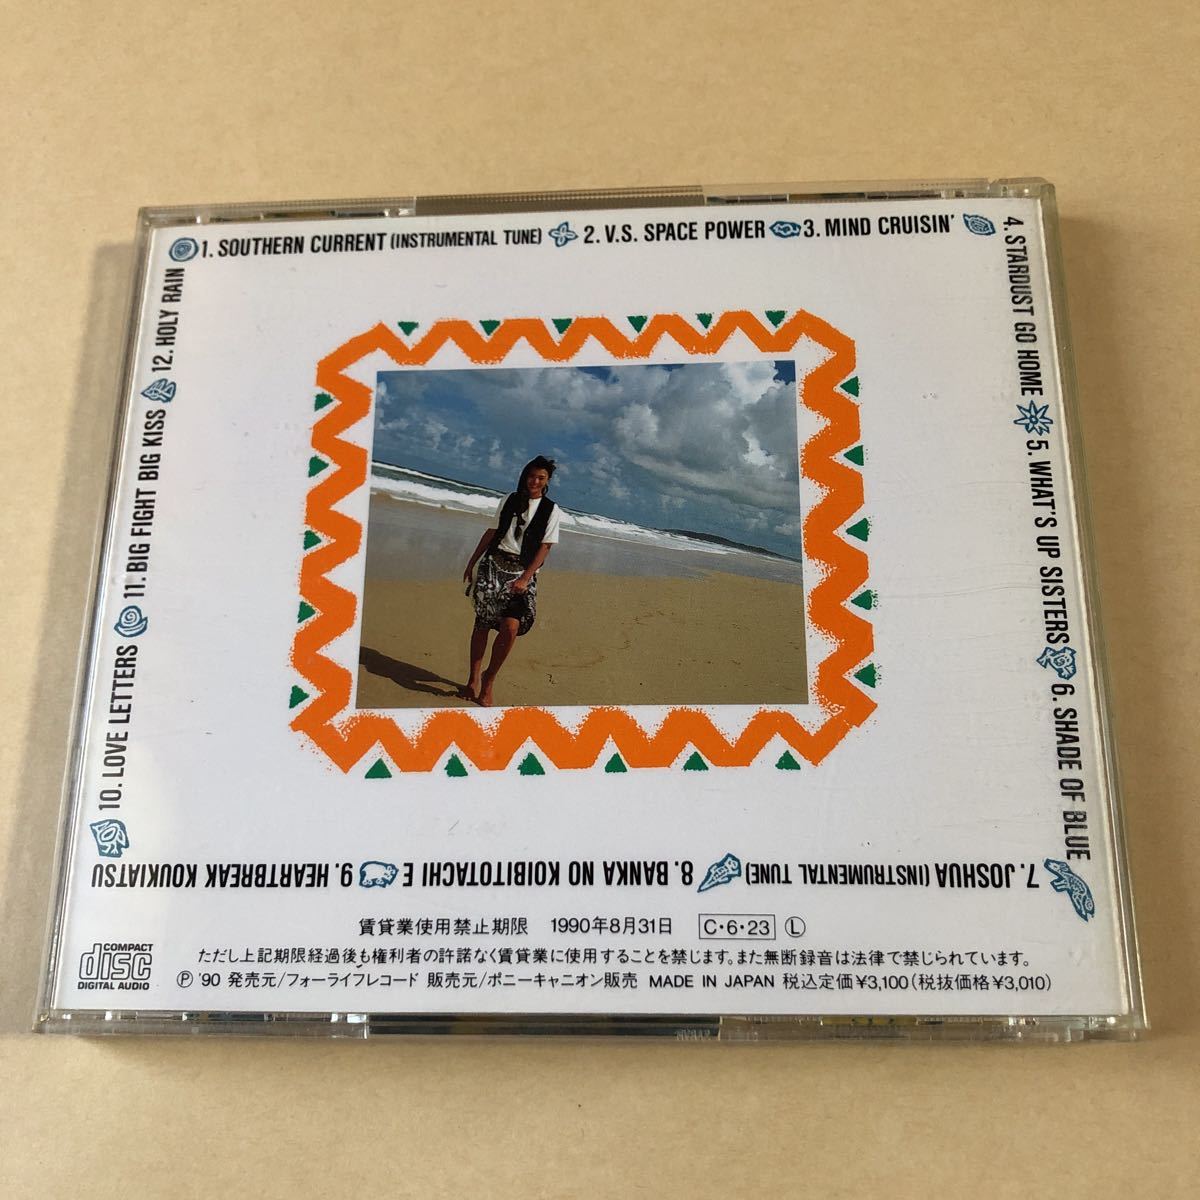 1. SOUTHERN CURRENT (INSTRUMENTAL TUNE) 2. V.S. SPACE POWER 3. MIND CRUISIN'
4. STARDUST GO HOME 5. WHAT'S UP SISTERS 6. SHADE OF BLUE
7. JOSHUA (INSTRUMENTAL TUNE) 8. BANKA NO KOIBITOTACHI E 9. HEARTBREAK KOUKIATSU
10. LOVE LETTERS 11. BIG FIGHT BIG KISS 12. HOLY RAIN
賃貸業使用禁止期限 1990年8月31日 C・6・23 Ⓛ
ただし上記期限経過後も権利者の許諾なく賃貸業に使用することを禁じます。また無断録音は法律で禁じられています。
Ⓟ '90 発売元/フォーライフレコード 販売元/ポニーキャニオン販売 MADE IN JAPAN 税込定価¥3,100(税抜価格¥3,010)
COMPACT
disc
DIGITAL AUDIO